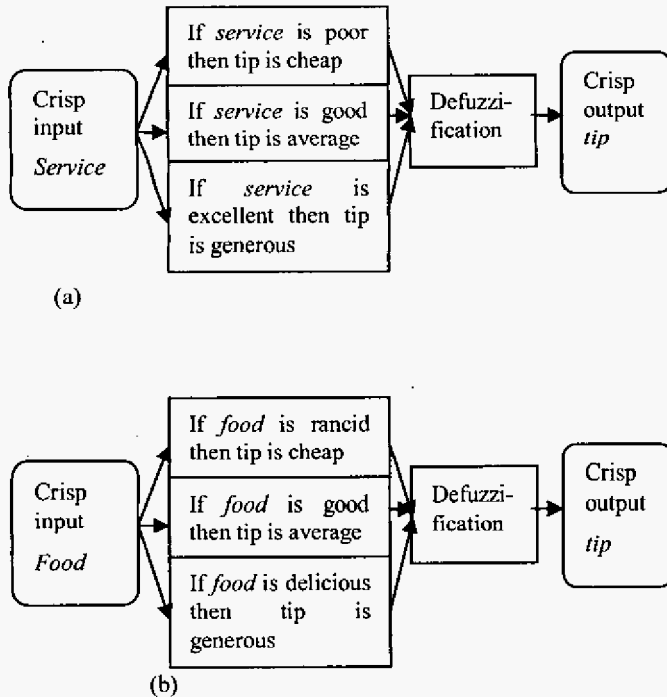 Crisp
input
Service
If service is poor
then tip is cheap
If service is good
then tip is average
If service is
excellent then tip
is generous
Defuzzi-
fication
Crisp
output
tip
(a)
Crisp
input
Food
If food is rancid
then tip is cheap
If food is good
then tip is average
If food is delicious
then tip is
generous
Defuzzi-
fication
Crisp
output
tip
(b)